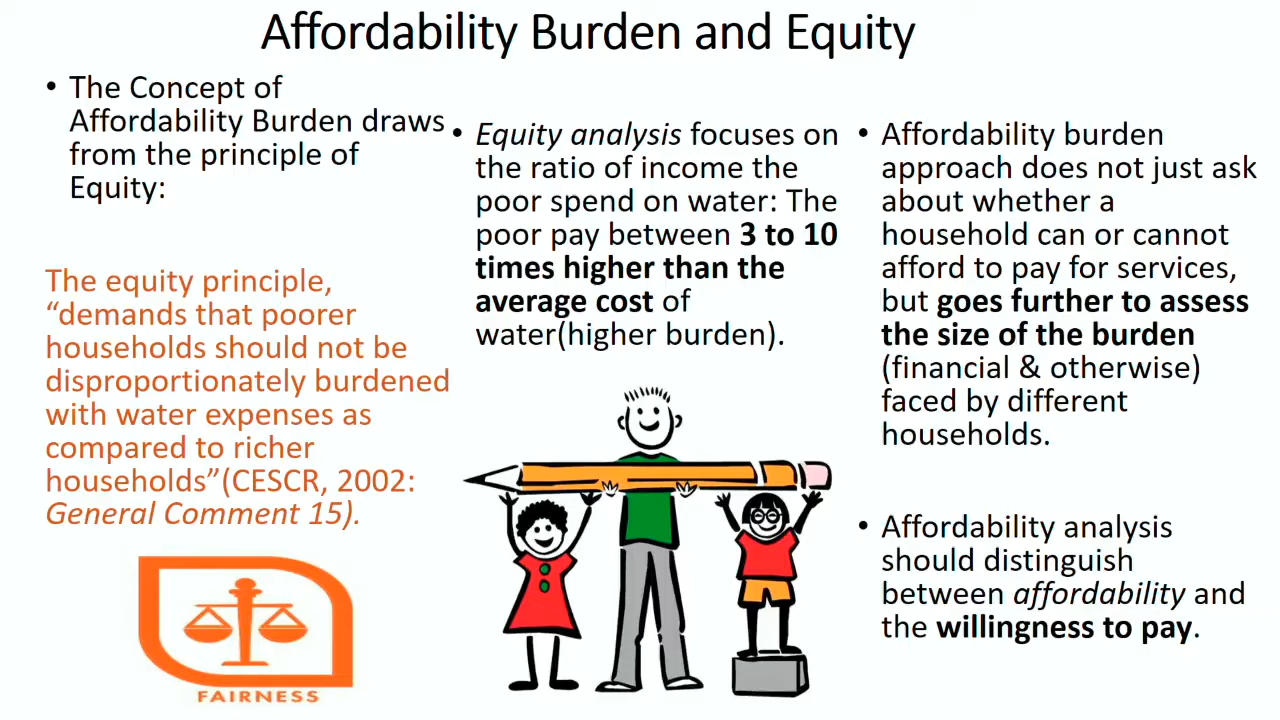 Affordability Burden and Equity
• The Concept of
Affordability Burden draws
from the principle of
Equity:
The equity principle,
“demands that poorer
households should not be
disproportionately burdened
with water expenses as
compared to richer
households”(CESCR, 2002:
General Comment 15).
FAIRNESS
• Equity analysis focuses on
the ratio of income the
poor spend on water: The
poor pay between 3 to 10
times higher than the
average cost of
water(higher burden).
• Affordability burden
approach does not just ask
about whether a
household can or cannot
afford to pay for services,
but goes further to assess
the size of the burden
(financial & otherwise)
faced by different
households.
• Affordability analysis
should distinguish
between affordability and
the willingness to pay.